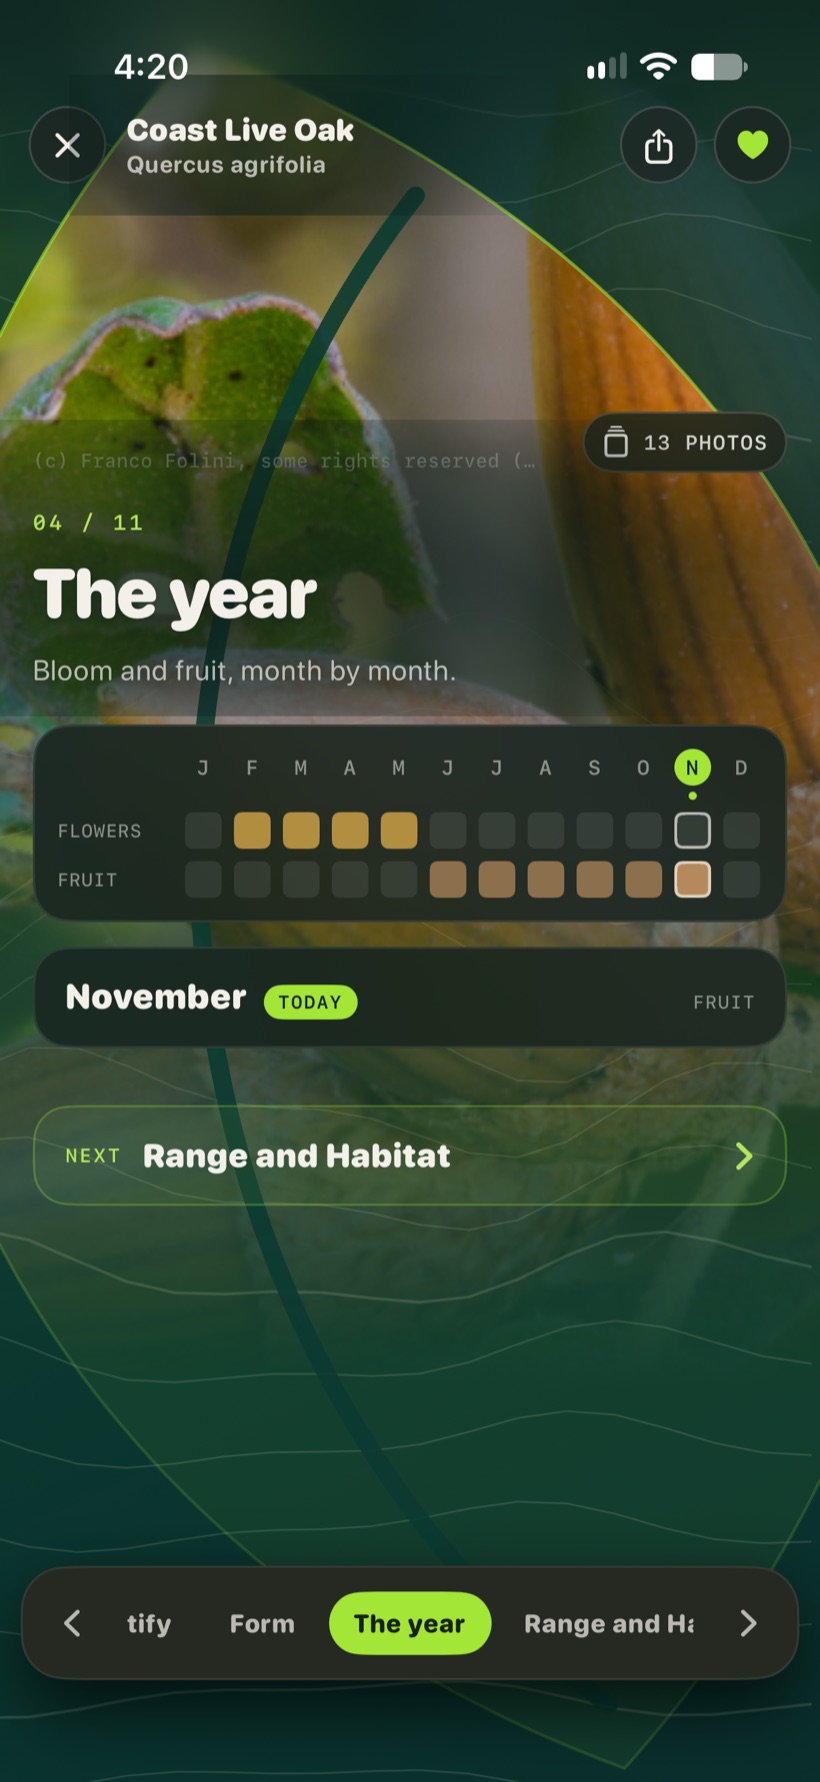 4:20
Coast Live Oak
Quercus agrifolia
(c) Franco Folini, some rights reserved (…
13 PHOTOS
04 / 11
The year
Bloom and fruit, month by month.
J F M A M J J A S O N D
FLOWERS
FRUIT
November TODAY FRUIT
NEXT Range and Habitat
tify Form The year Range and Ha